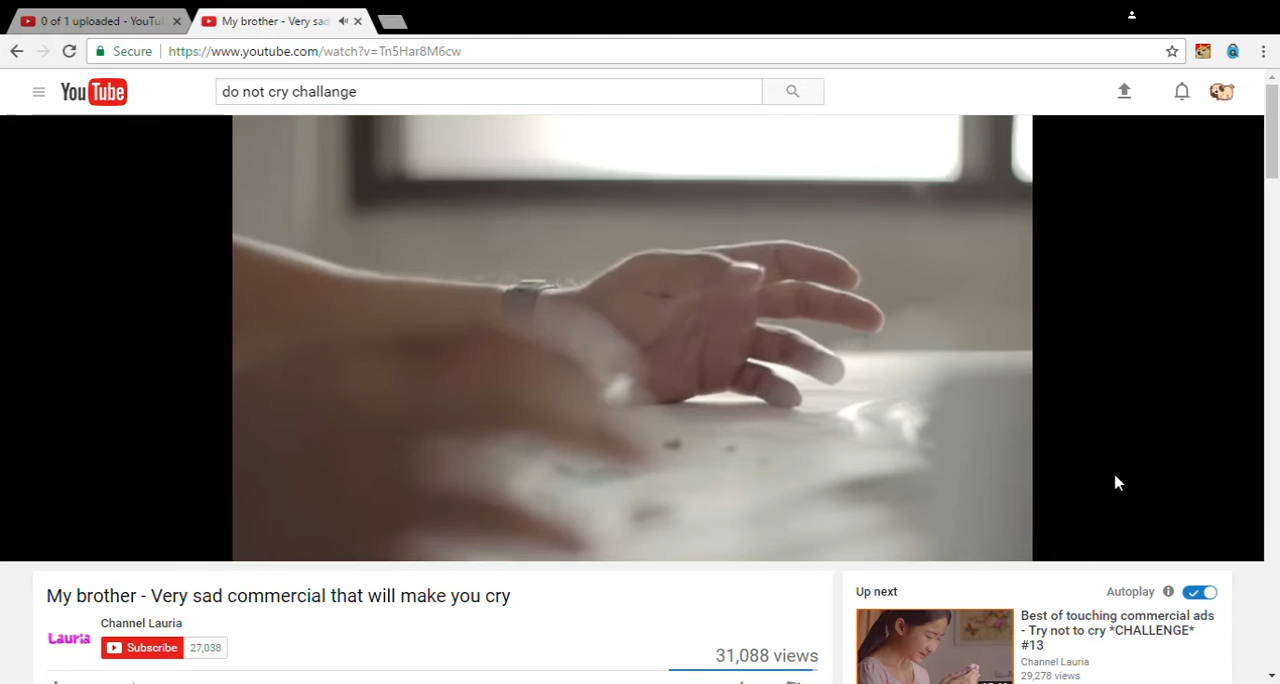 0 of 1 uploaded - YouTu
My brother - Very sad
Secure
https://www.youtube.com/watch?v=Tn5Har8M6cw
YouTube
do not cry challange
My brother - Very sad commercial that will make you cry
Channel Lauria
Lauria
Subscribe 27,038
31,088 views
Up next
Autoplay
Best of touching commercial ads
- Try not to cry *CHALLENGE*
#13
Channel Lauria
29,278 views